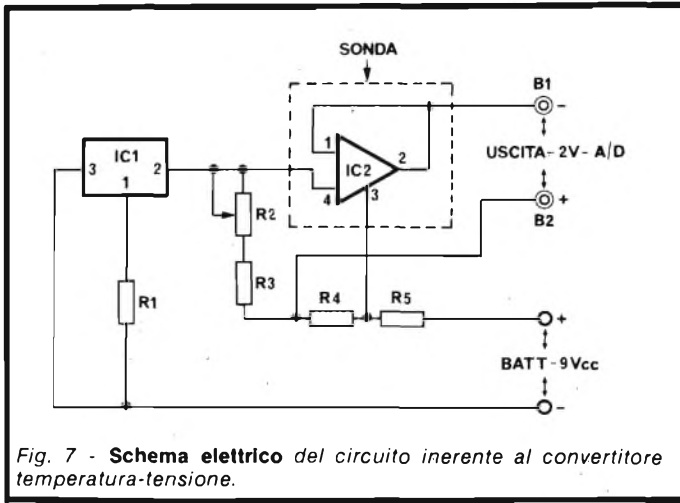 SONDA
B1
-
IC1
3
2
1
1
IC2
2
4
3
USCITA-2V-A/D
+
B2
R2
R3
R1
R4
R5
+
BATT-9Vcc
-
Fig. 7 - Schema elettrico del circuito inerente al convertitore
temperatura-tensione.